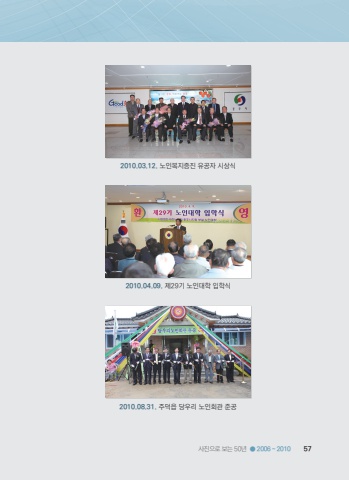 Good
2010.03.12. 노인복지증진 유공자 시상식
환
제29기 노인대학 입학식
영
2010.04.09. 제29기 노인대학 입학식
2010.08.31. 주덕읍 당우리 노인회관 준공
사진으로 보는 50년 ● 2006 ~ 2010 57